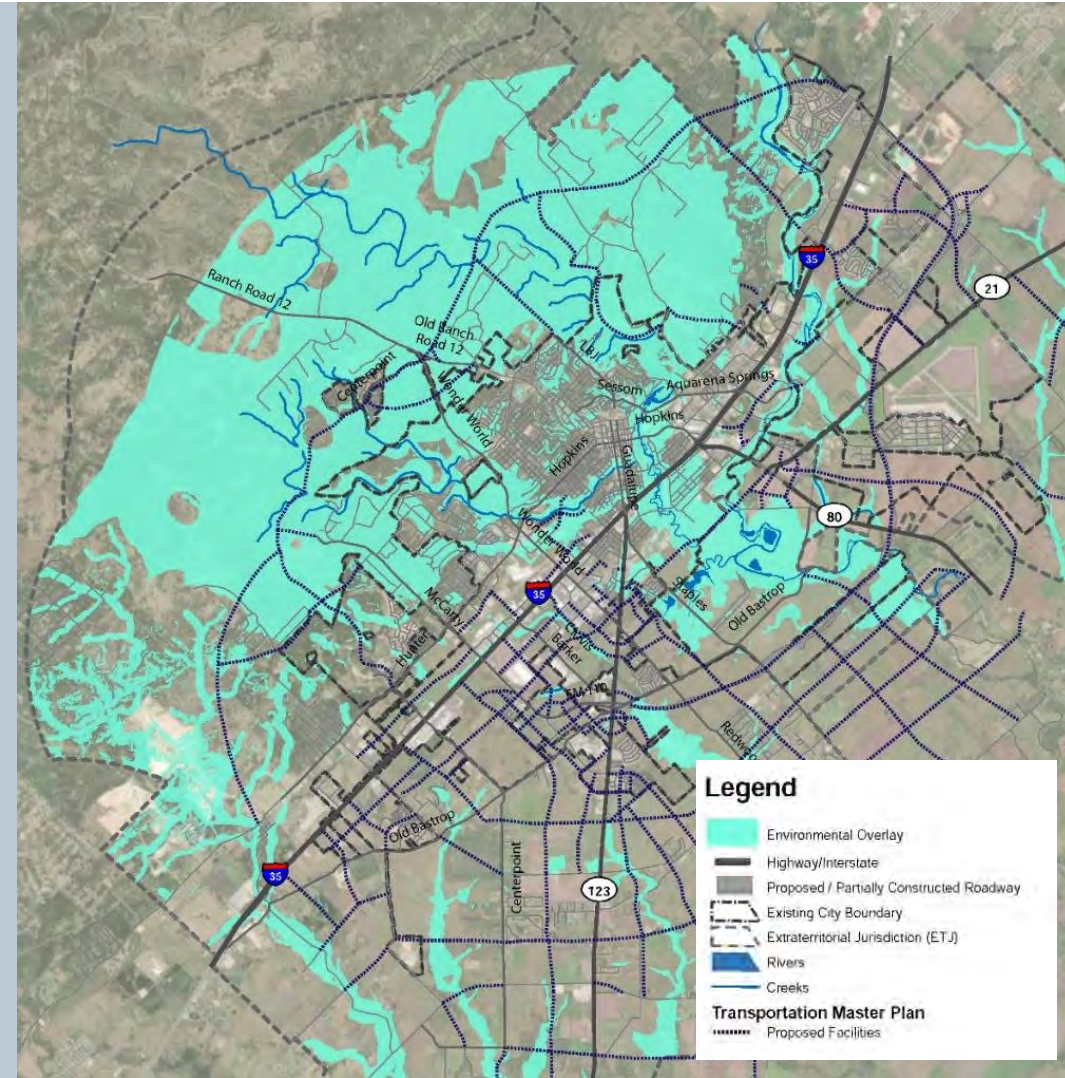 35
21
Ranch Road 12
Old Ranch
Road 12
LBJ
Centerpoint
Sessom
Aquarena Springs
Wonder World
Hopkins
Hopkins
Guadalupe
80
Wonder World
35
Staples
Old Bastrop
McCarty
Hunter
Clovis
Barker
FM 110
Redwoo
Old Bastrop
35
Centerpoint
123
Legend
Environmental Overlay
Highway/Interstate
Proposed / Partially Constructed Roadway
Existing City Boundary
Extraterritorial Jurisdiction (ETJ)
Rivers
Creeks
Transportation Master Plan
Proposed Facilities